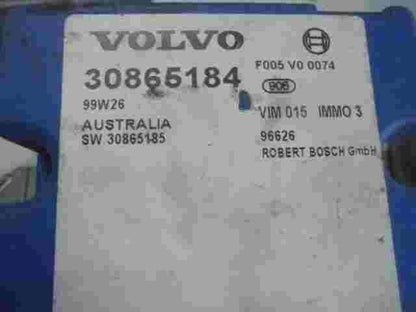 VOLVO
30865184
F005 V0 0074
906
99W26
VIM 015 IMMO 3
AUSTRALIA
96626
SW 30865185
ROBERT BOSCH GmbH